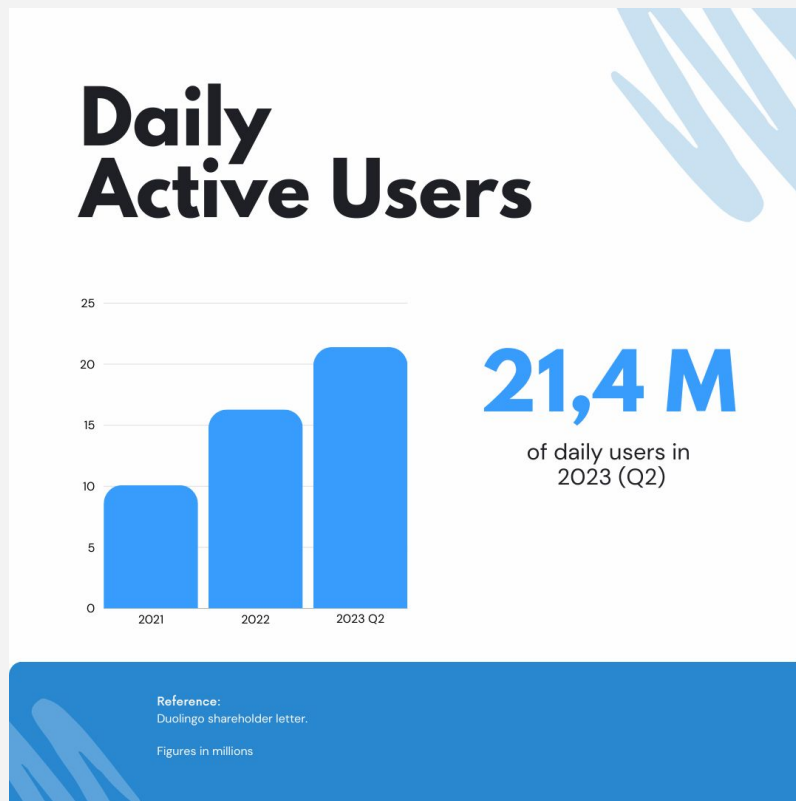 Daily
Active Users
25
20
15
10
5
0
2021
2022
2023 Q2
21,4 M
of daily users in
2023 (Q2)
Reference:
Duolingo shareholder letter.
Figures in millions